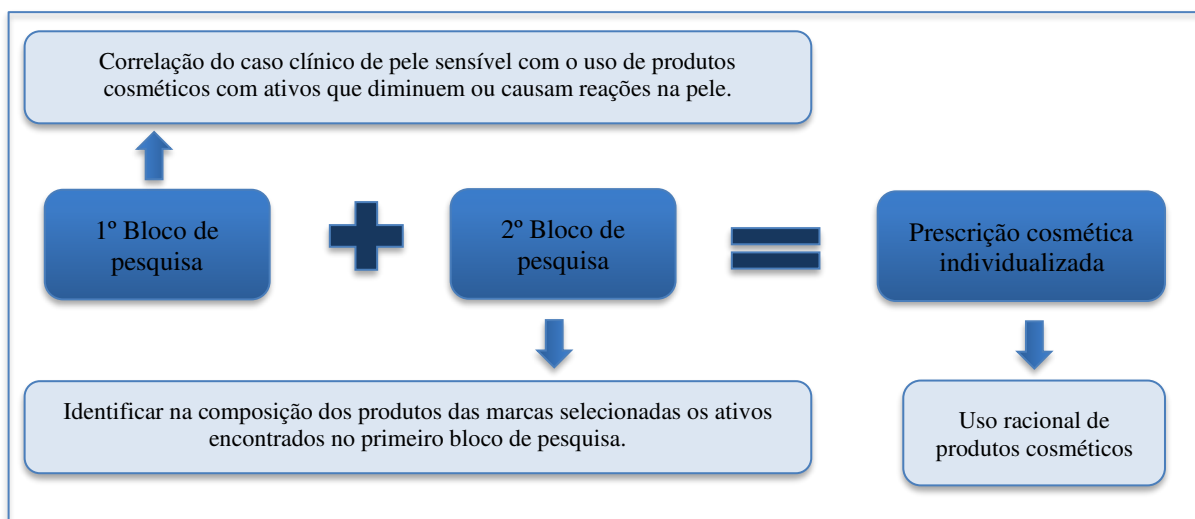 Correlação do caso clínico de pele sensível com o uso de produtos
cosméticos com ativos que diminuem ou causam reações na pele.
1º Bloco de
pesquisa
2º Bloco de
pesquisa
Prescrição cosmética
individualizada
Identificar na composição dos produtos das marcas selecionadas os ativos
encontrados no primeiro bloco de pesquisa.
Uso racional de
produtos cosméticos